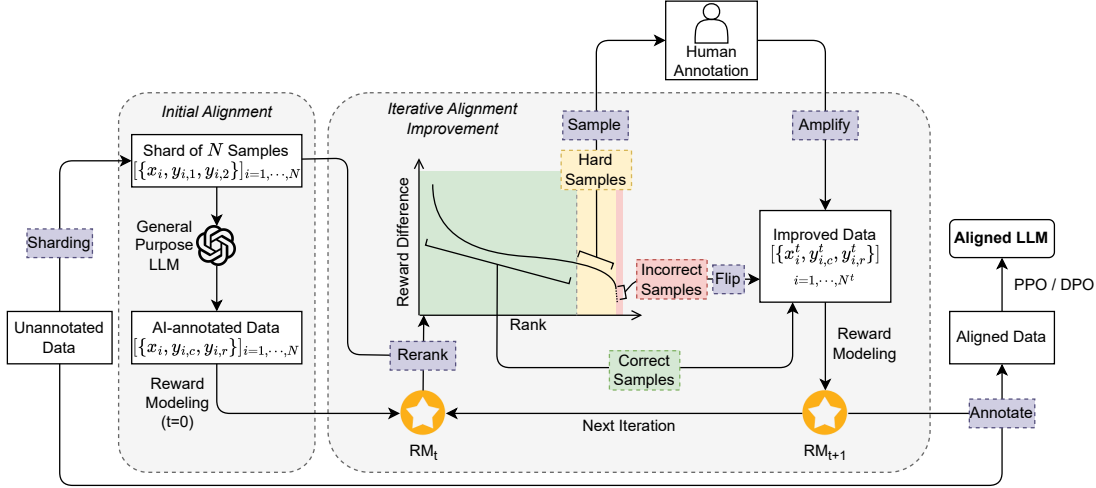 Initial Alignment
Shard of N Samples
[{x_i, y_{i,1}, y_{i,2}}]_{i=1,⋯,N}
General
Purpose
LLM
Sharding
Unannotated
Data
AI-annotated Data
[{x_i, y_{i,c}, y_{i,r}}]_{i=1,⋯,N}
Reward
Modeling
(t=0)
Iterative Alignment
Improvement
Human
Annotation
Sample
Amplify
Hard
Samples
Reward Difference
Rank
Incorrect
Samples
Flip
Improved Data
[{x_i^t, y_{i,c}^t, y_{i,r}^t}]
i=1,⋯,N^t
Rerank
Correct
Samples
Reward
Modeling
RM_t
Next Iteration
RM_{t+1}
Aligned LLM
PPO / DPO
Aligned Data
Annotate